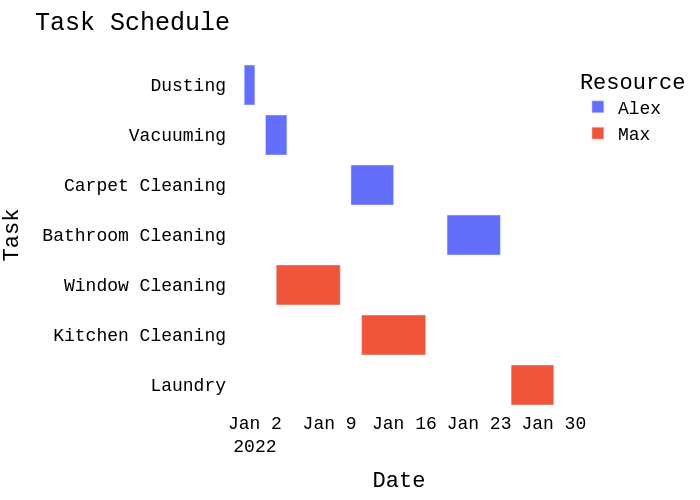 Task Schedule
Resource
Alex
Max
Task
Dusting
Vacuuming
Carpet Cleaning
Bathroom Cleaning
Window Cleaning
Kitchen Cleaning
Laundry
Jan 2 Jan 9 Jan 16 Jan 23 Jan 30
2022
Date